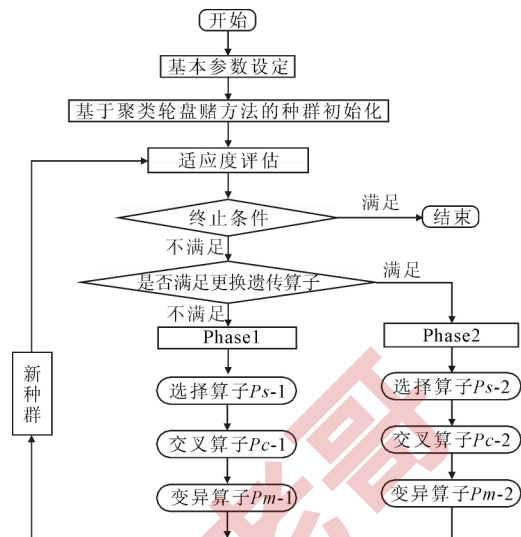 开始
基本参数设定
基于聚类轮盘赌方法的种群初始化
适应度评估
终止条件
满足
结束
不满足
是否满足更换遗传算子
满足
不满足
Phase1
Phase2
新种群
选择算子Ps-1
选择算子Ps-2
交叉算子Pc-1
交叉算子Pc-2
变异算子Pm-1
变异算子Pm-2